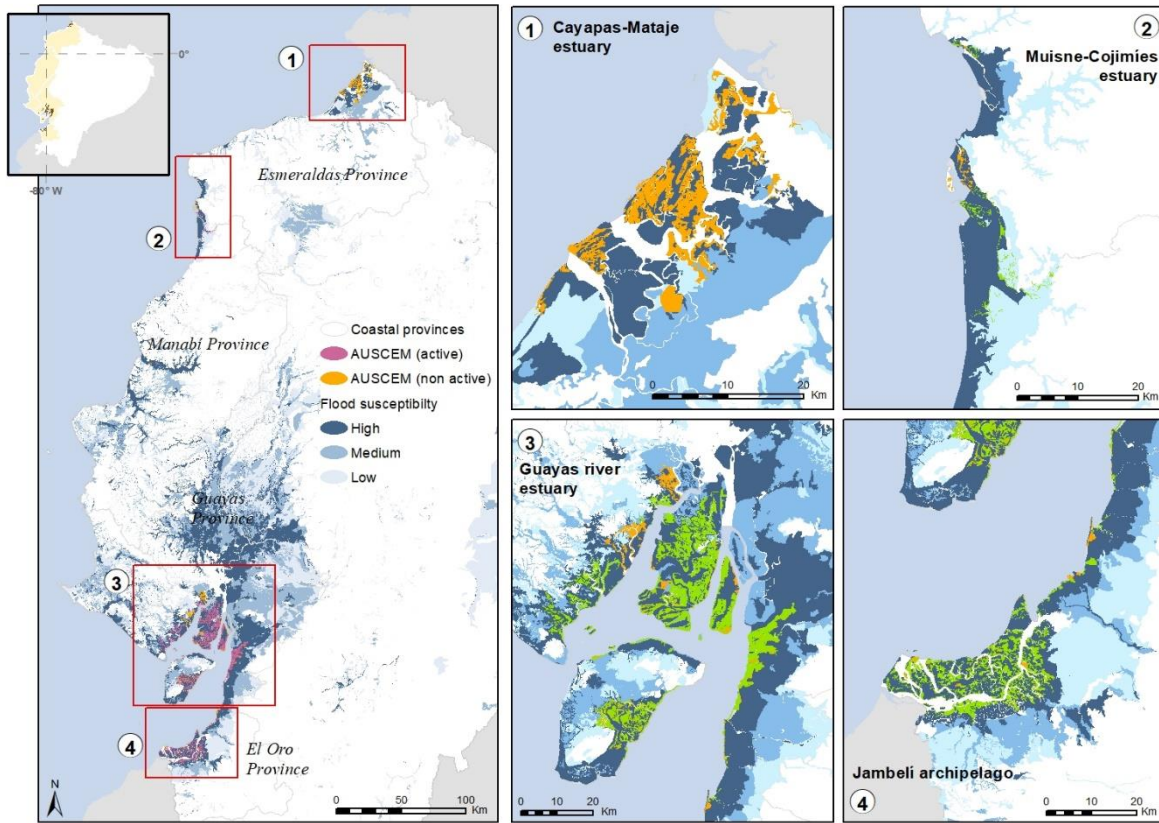 0°
-80° W
1
2
3
4
Esmeraldas Province
Manabí Province
Guayas
Province
El Oro
Province
Coastal provinces
AUSCEM (active)
AUSCEM (non active)
Flood susceptibilty
High
Medium
Low
N
0 50 100
Km
1
Cayapas-Mataje
estuary
0 10 20
Km
2
Muisne-Cojimíes
estuary
0 10 20
Km
3
Guayas river
estuary
0 10 20
Km
Jambelí archipelago
4
0 10 20
Km